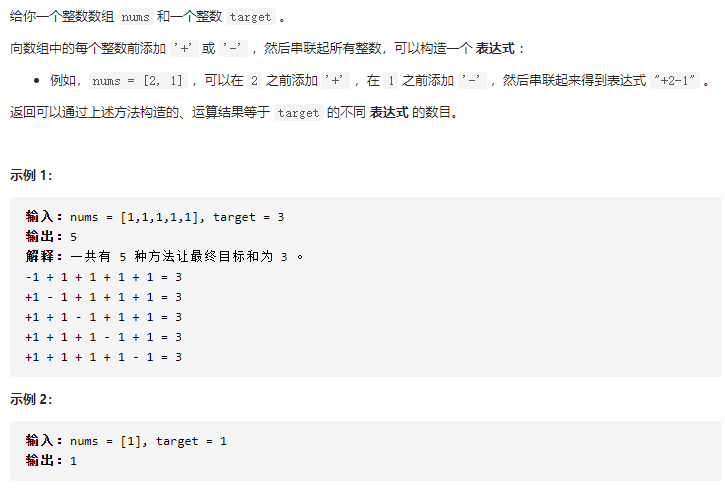 给你一个整数数组 nums 和一个整数 target 。
向数组中的每个整数前添加 '+' 或 '-' ，然后串联起所有整数，可以构造一个 表达式 ：
• 例如，nums = [2, 1] ，可以在 2 之前添加 '+' ，在 1 之前添加 '-' ，然后串联起来得到表达式 "+2-1" 。
返回可以通过上述方法构造的、运算结果等于 target 的不同 表达式 的数目。
示例 1：
输入：nums = [1,1,1,1,1], target = 3
输出：5
解释：一共有 5 种方法让最终目标和为 3 。
-1 + 1 + 1 + 1 + 1 = 3
+1 - 1 + 1 + 1 + 1 = 3
+1 + 1 - 1 + 1 + 1 = 3
+1 + 1 + 1 - 1 + 1 = 3
+1 + 1 + 1 + 1 - 1 = 3
示例 2：
输入：nums = [1], target = 1
输出：1